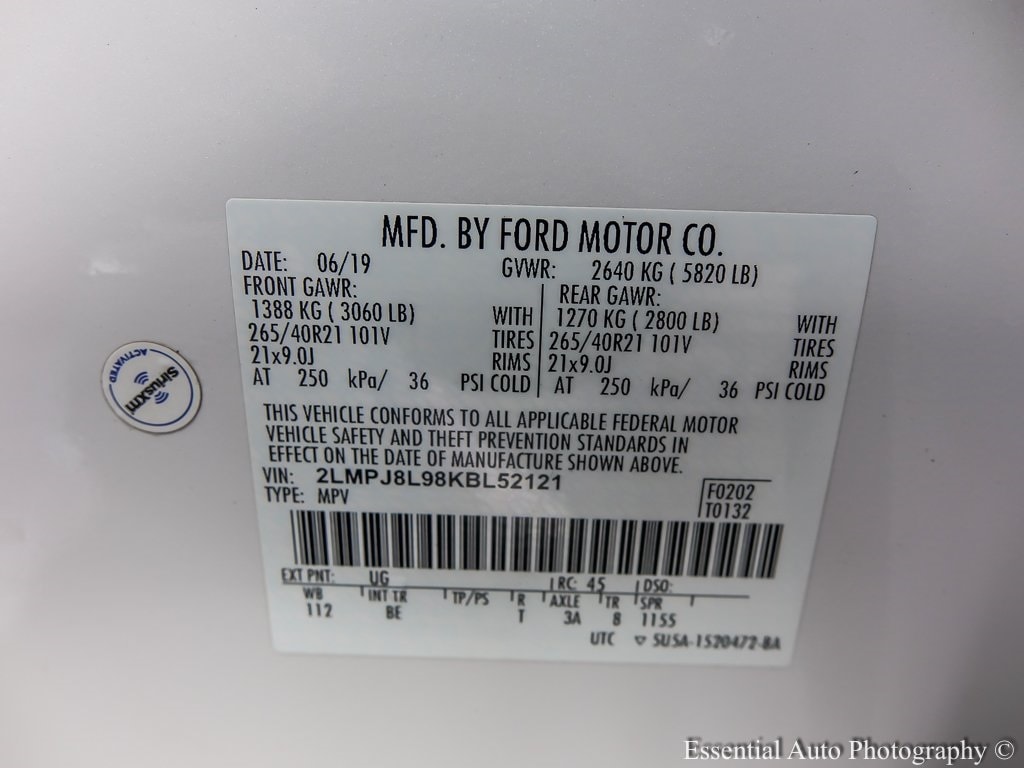 MFD. BY FORD MOTOR CO.
DATE: 06/19 GVWR: 2640 KG ( 5820 LB)
FRONT GAWR: REAR GAWR:
1388 KG ( 3060 LB) WITH 1270 KG ( 2800 LB) WITH
265/40R21 101V TIRES 265/40R21 101V TIRES
21x9.0J RIMS 21x9.0J RIMS
AT 250 kPa/ 36 PSI COLD AT 250 kPa/ 36 PSI COLD
THIS VEHICLE CONFORMS TO ALL APPLICABLE FEDERAL MOTOR
VEHICLE SAFETY AND THEFT PREVENTION STANDARDS IN
EFFECT ON THE DATE OF MANUFACTURE SHOWN ABOVE.
VIN: 2LMPJ8L98KBL52121
TYPE: MPV F0202
T0132
EXT PNT: UG RC: 45 DSO:
WB INT TR TP/PS R AXLE TR SPR
112 BE T 3A 8 1155
UTC ▽ 5U5A-1520472-BA
ACTIVATED
SiriusXM
Essential Auto Photography ©